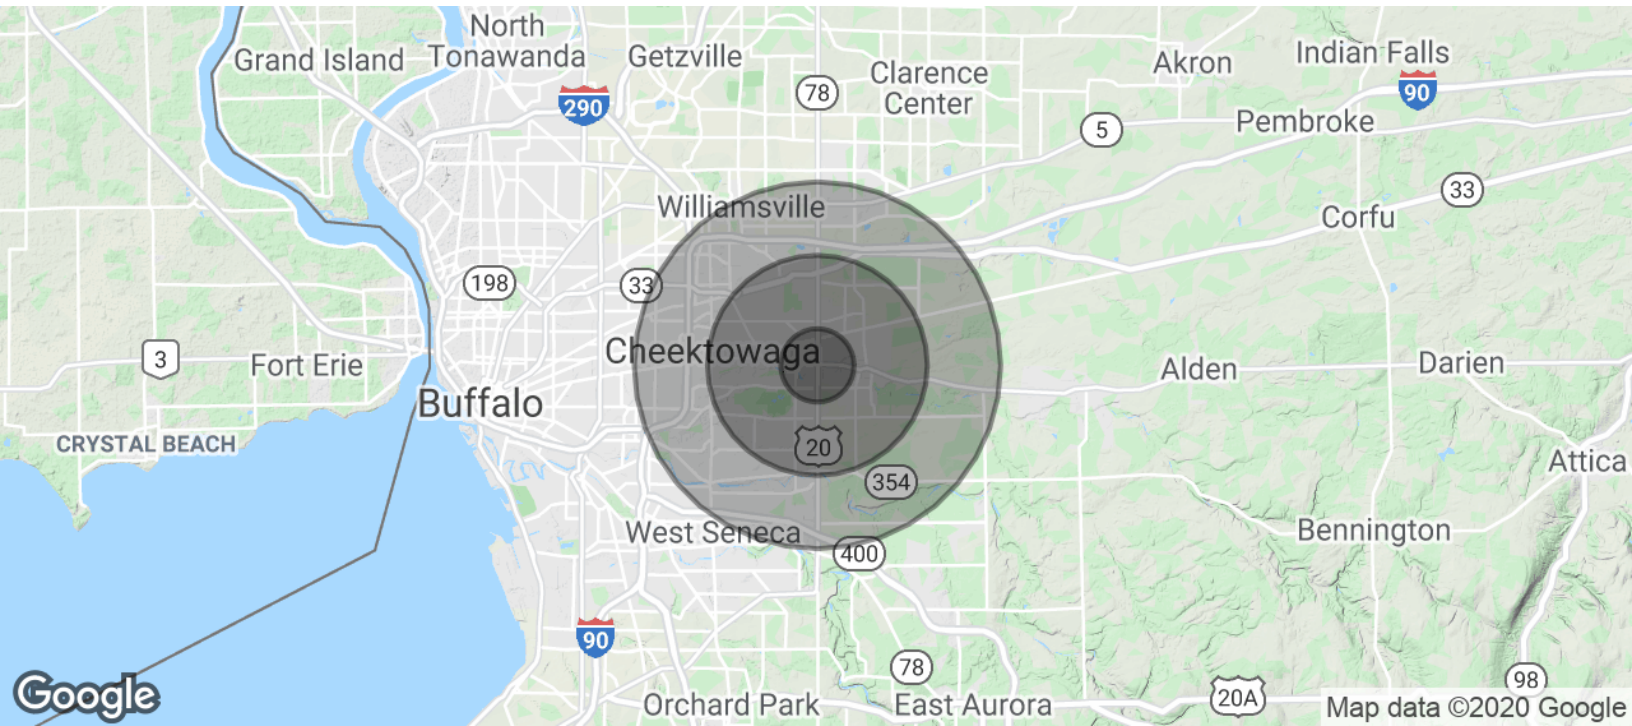 North
Tonawanda
Grand Island
Getzville
Indian Falls
Akron
Clarence
Center
78
290
90
5
Pembroke
33
Williamsville
Corfu
198
33
Cheektowaga
3
Fort Erie
Alden
Darien
Buffalo
CRYSTAL BEACH
20
354
Attica
West Seneca
Bennington
400
90
78
98
Google
Orchard Park
East Aurora
20A
Map data ©2020 Google